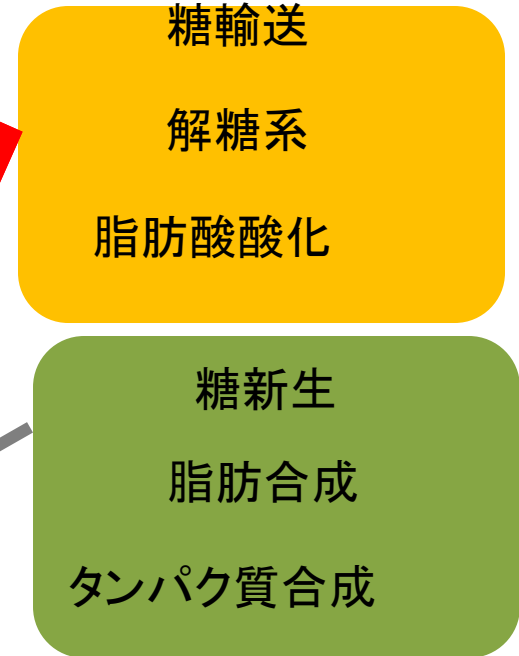 糖輸送
解糖系
脂肪酸酸化
糖新生
脂肪合成
タンパク質合成